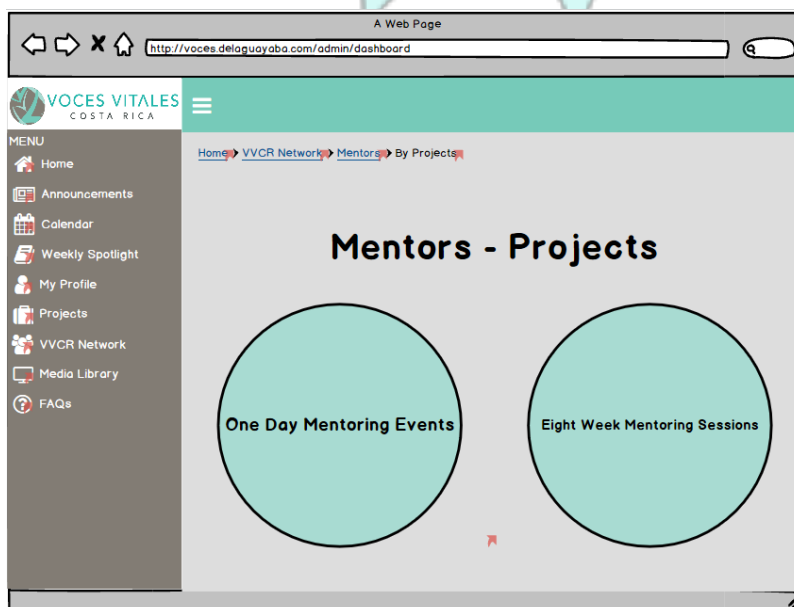 A Web Page
http://voces.delaguayaba.com/admin/dashboard
VOCES VITALES
COSTA RICA
MENU
Home
Announcements
Calendar
Weekly Spotlight
My Profile
Projects
VVCR Network
Media Library
FAQs
Home > VVCR Network > Mentors > By Projects
Mentors - Projects
One Day Mentoring Events
Eight Week Mentoring Sessions